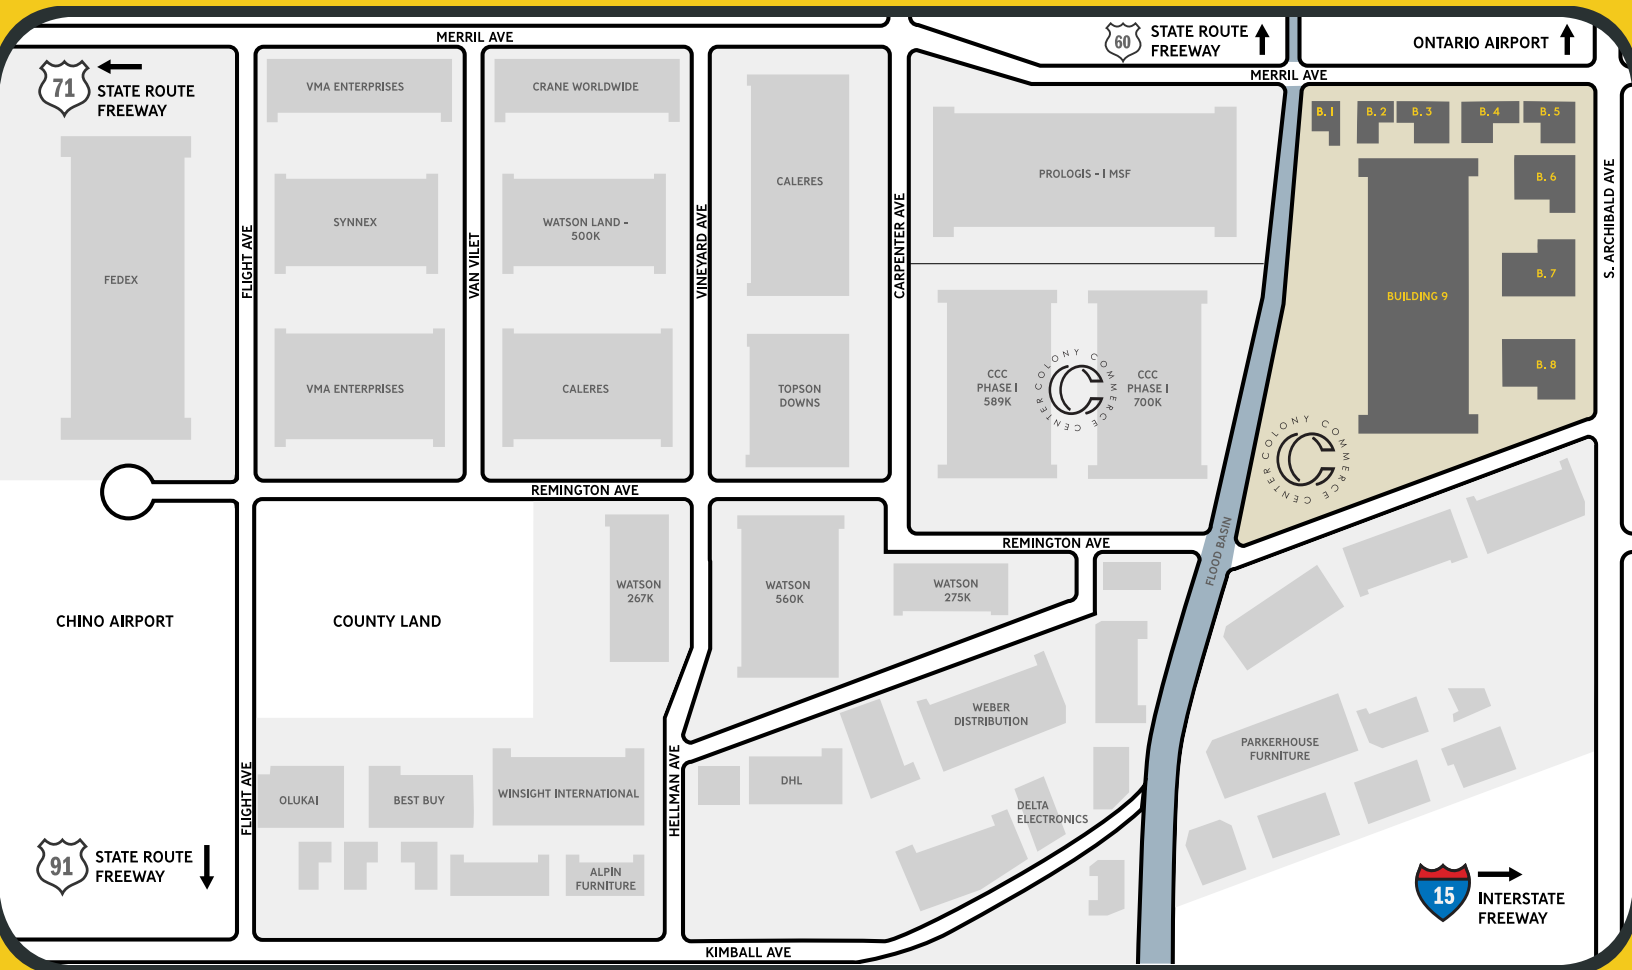 MERRIL AVE
60
STATE ROUTE
FREEWAY
ONTARIO AIRPORT
MERRIL AVE
71
STATE ROUTE
FREEWAY
VMA ENTERPRISES
CRANE WORLDWIDE
B. 1
B. 2
B. 3
B. 4
B. 5
CALERES
PROLOGIS - 1 MSF
B. 6
SYNNEX
WATSON LAND -
500K
FEDEX
FLIGHT AVE
VAN VILET
VINEYARD AVE
CARPENTER AVE
S. ARCHIBALD AVE
B. 7
BUILDING 9
VMA ENTERPRISES
CALERES
TOPSON
DOWNS
CCC
PHASE I
589K
COLONY COMMERCE CENTER
CCC
PHASE I
700K
B. 8
COLONY COMMERCE CENTER
REMINGTON AVE
REMINGTON AVE
FLOOD BASIN
WATSON
267K
WATSON
560K
WATSON
275K
CHINO AIRPORT
COUNTY LAND
WEBER
DISTRIBUTION
PARKERHOUSE
FURNITURE
FLIGHT AVE
OLUKAI
BEST BUY
WINSIGHT INTERNATIONAL
HELLMAN AVE
DHL
DELTA
ELECTRONICS
91
STATE ROUTE
FREEWAY
ALPIN
FURNITURE
15
INTERSTATE
FREEWAY
KIMBALL AVE